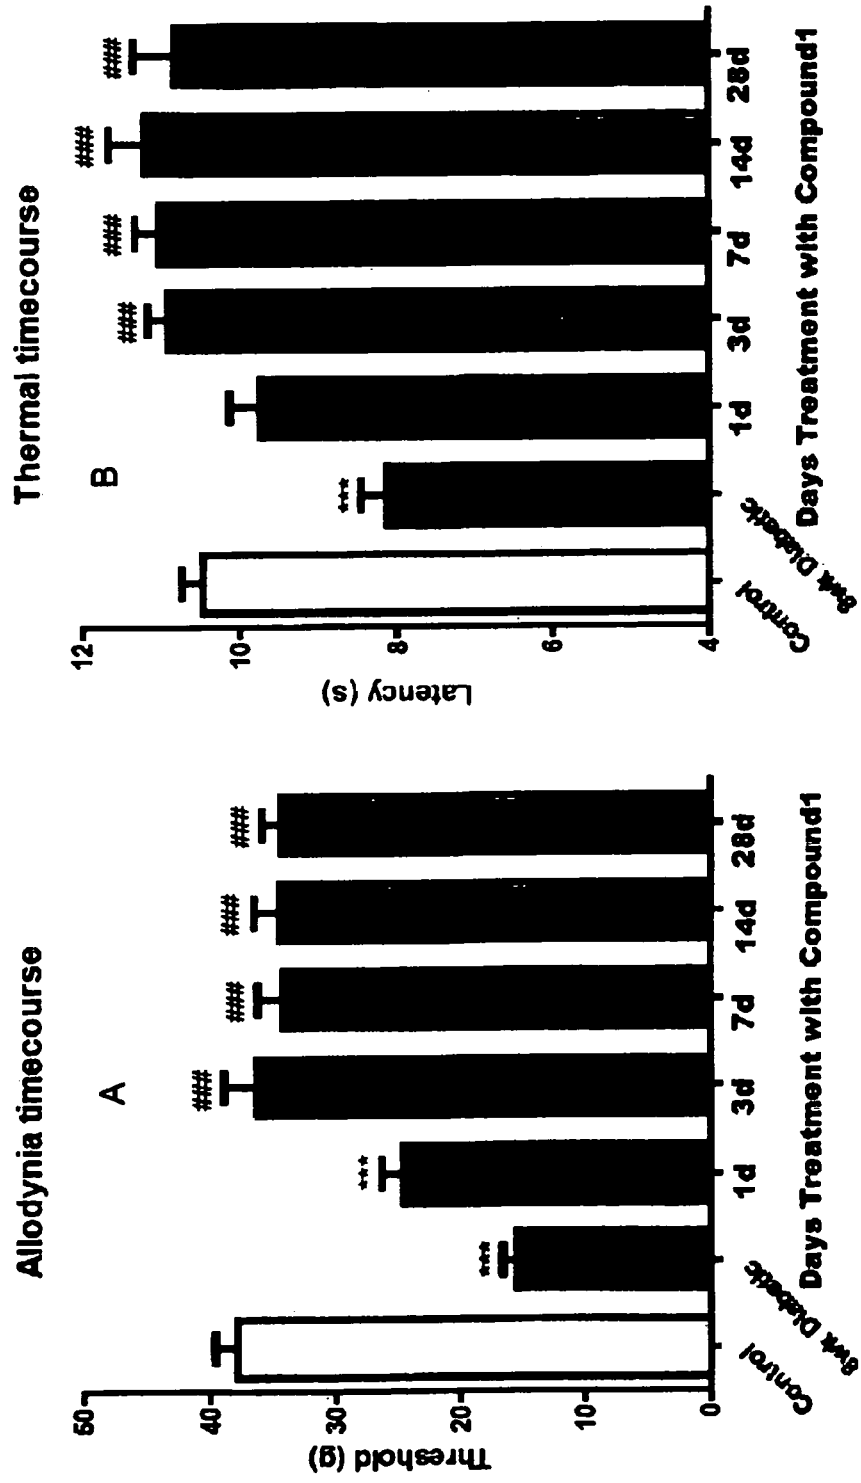 Allodynia timecourse
A
Threshold (g)
50
40
30
20
10
0
***
***
###
###
###
###
Control
8wk Diabetic
1d
3d
7d
14d
28d
Days Treatment with Compound1
Thermal timecourse
B
Latency (s)
12
10
8
6
4
***
###
###
###
###
Control
8wk Diabetic
1d
3d
7d
14d
28d
Days Treatment with Compound1